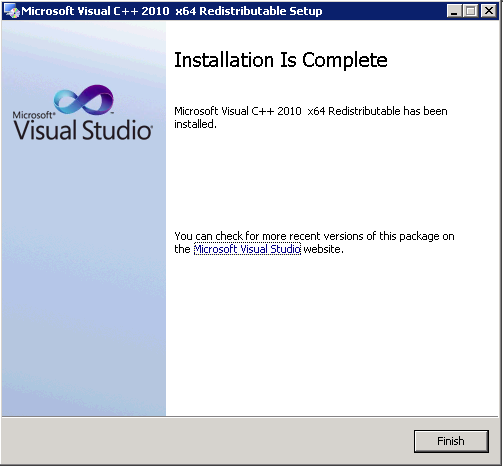 Microsoft Visual C++ 2010  x64 Redistributable Setup
Installation Is Complete
Microsoft®
Visual Studio®
Microsoft Visual C++ 2010  x64 Redistributable has been
installed.
You can check for more recent versions of this package on
the Microsoft Visual Studio website.
Finish